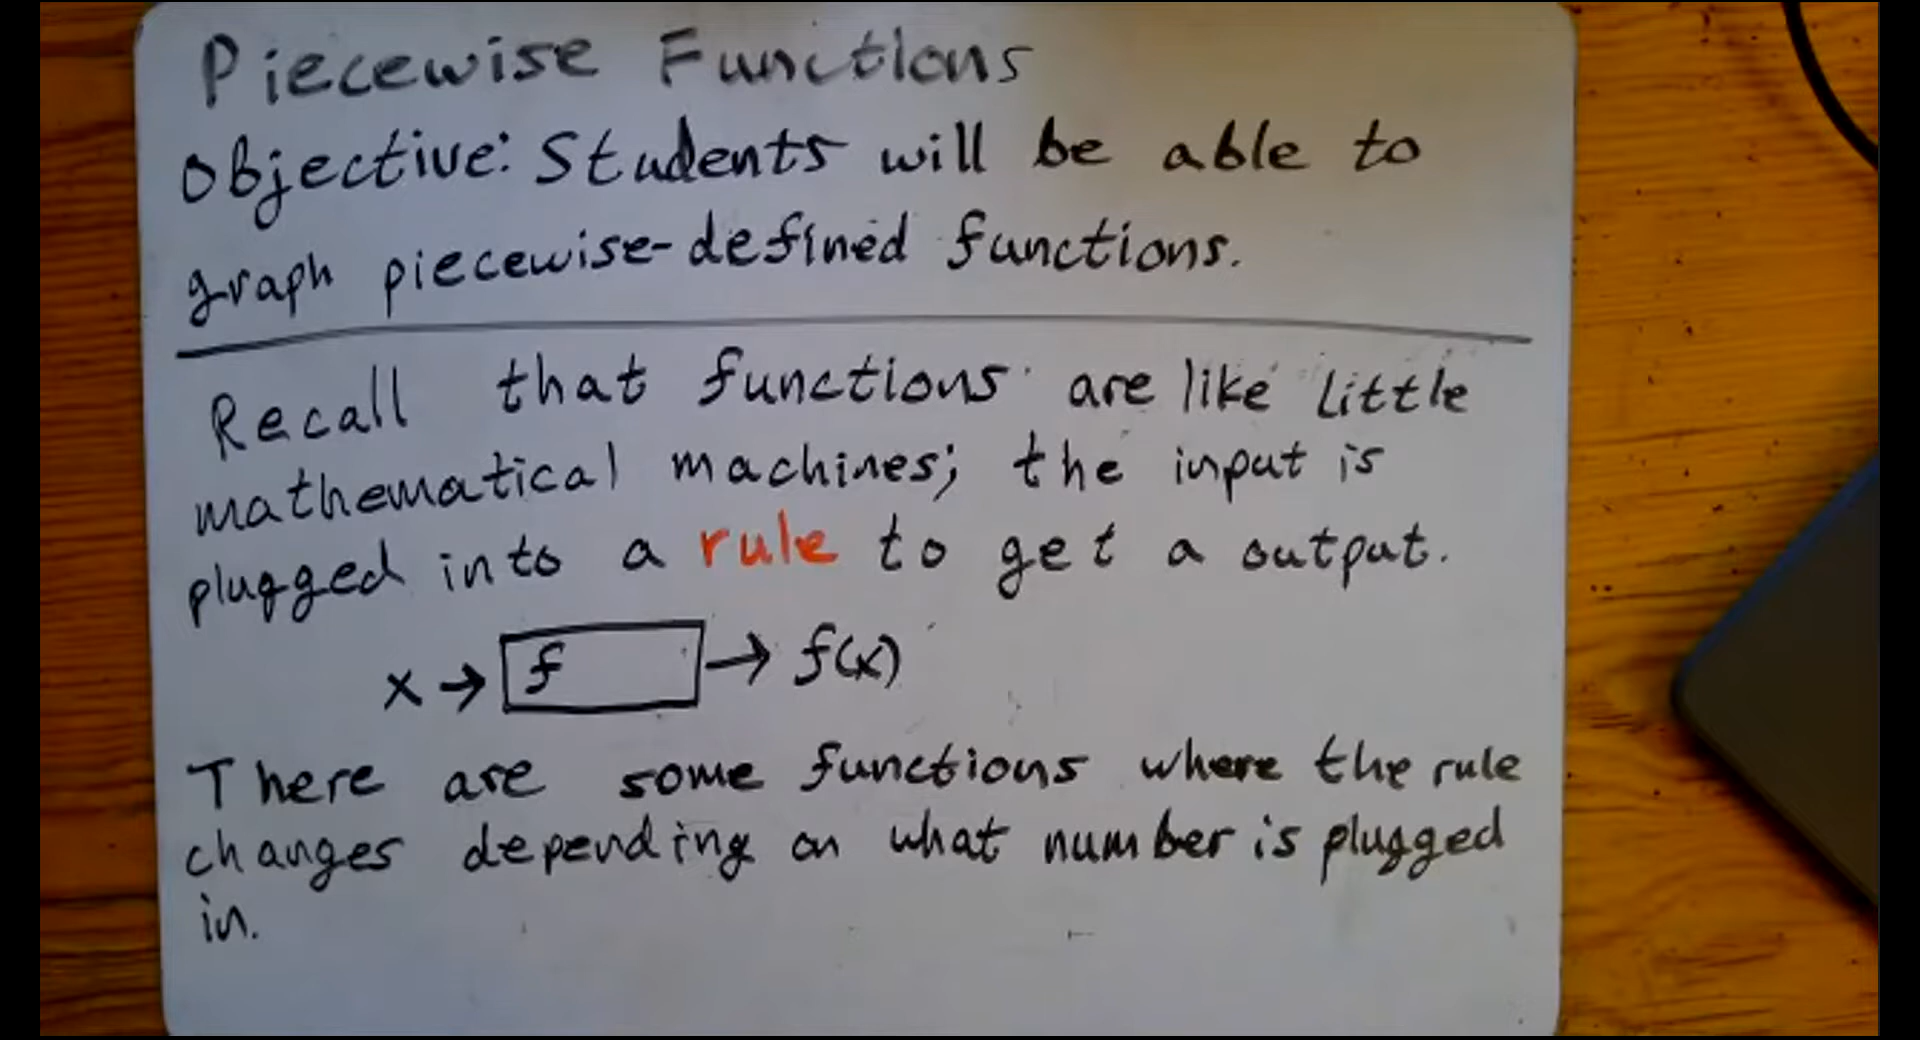 Piecewise Functions
Objective: Students will be able to
graph piecewise-defined functions.
Recall that functions are like little
mathematical machines; the input is
plugged into a rule to get a output.
x → f → f(x)
There are some functions where the rule
changes depending on what number is plugged
in.